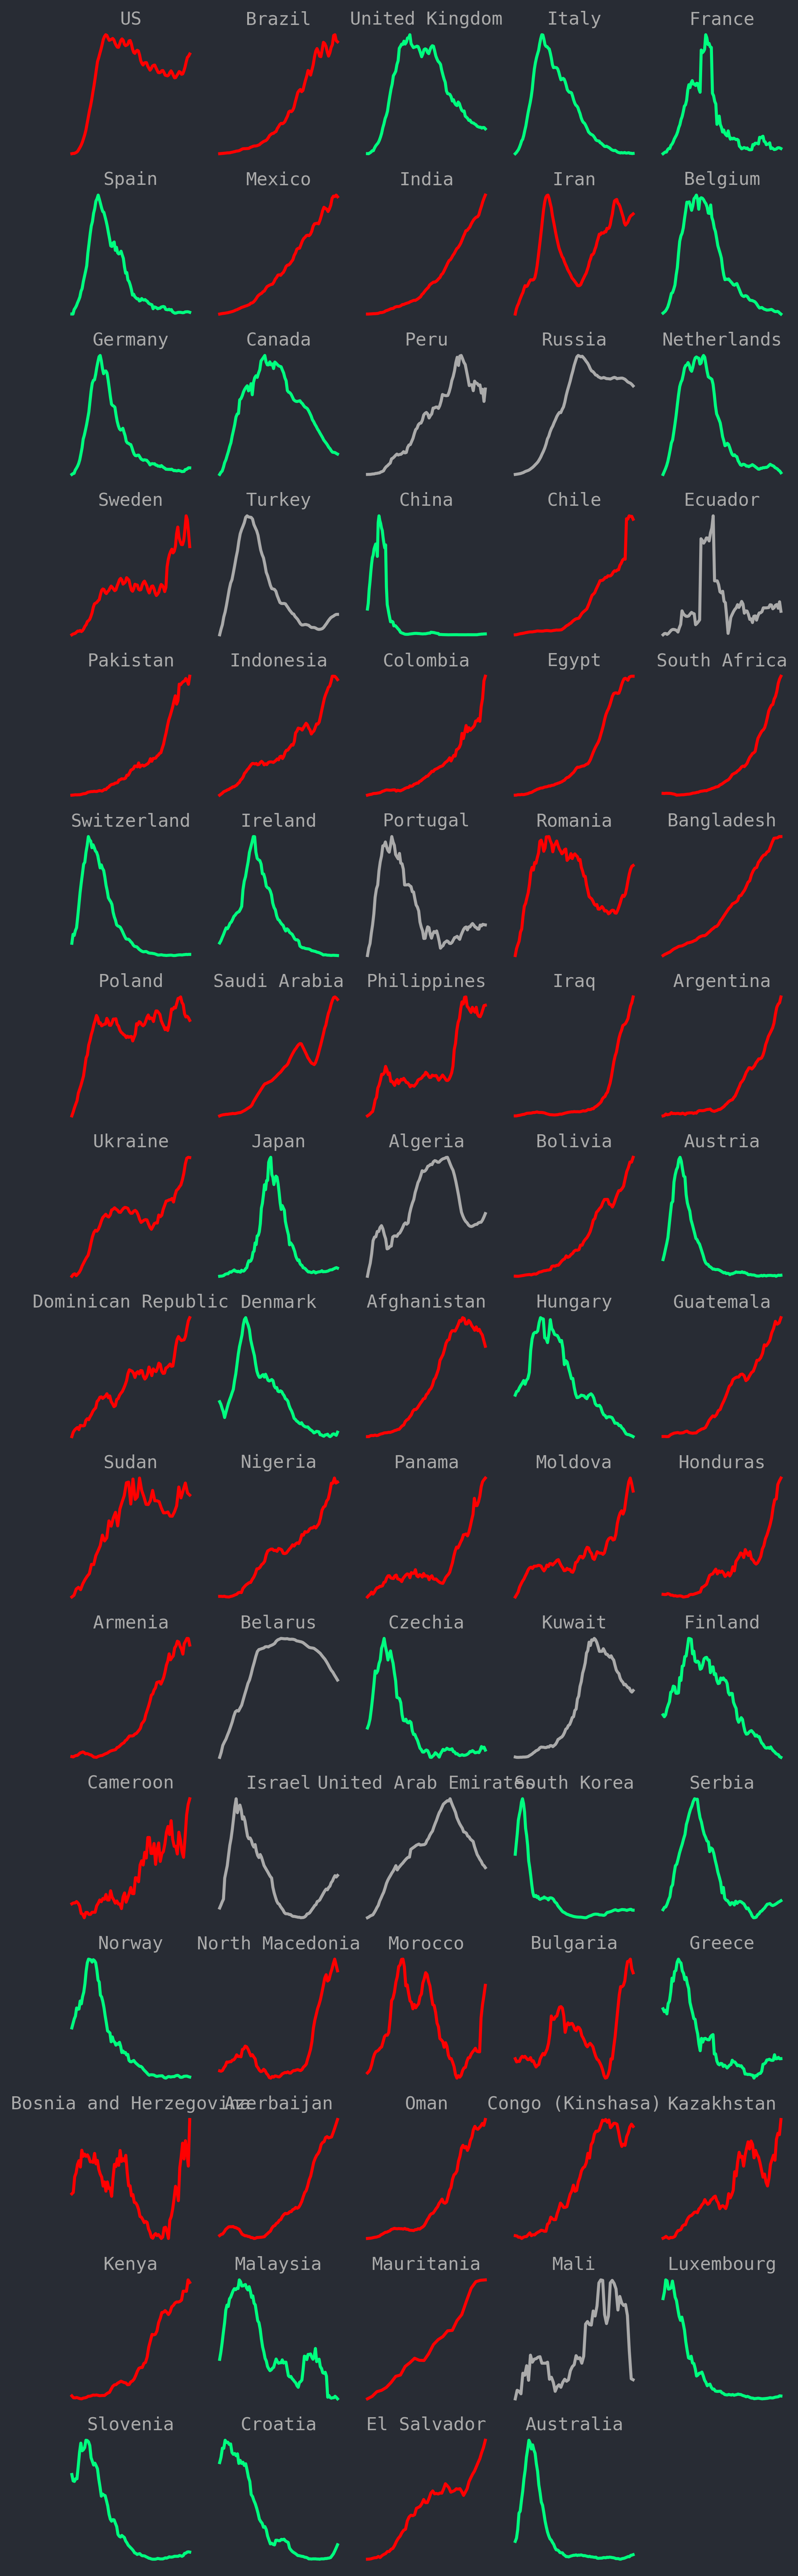 US Brazil United Kingdom Italy France
Spain Mexico India Iran Belgium
Germany Canada Peru Russia Netherlands
Sweden Turkey China Chile Ecuador
Pakistan Indonesia Colombia Egypt South Africa
Switzerland Ireland Portugal Romania Bangladesh
Poland Saudi Arabia Philippines Iraq Argentina
Ukraine Japan Algeria Bolivia Austria
Dominican Republic Denmark Afghanistan Hungary Guatemala
Sudan Nigeria Panama Moldova Honduras
Armenia Belarus Czechia Kuwait Finland
Cameroon Israel United Arab Emirates South Korea Serbia
Norway North Macedonia Morocco Bulgaria Greece
Bosnia and Herzegovina Azerbaijan Oman Congo (Kinshasa) Kazakhstan
Kenya Malaysia Mauritania Mali Luxembourg
Slovenia Croatia El Salvador Australia